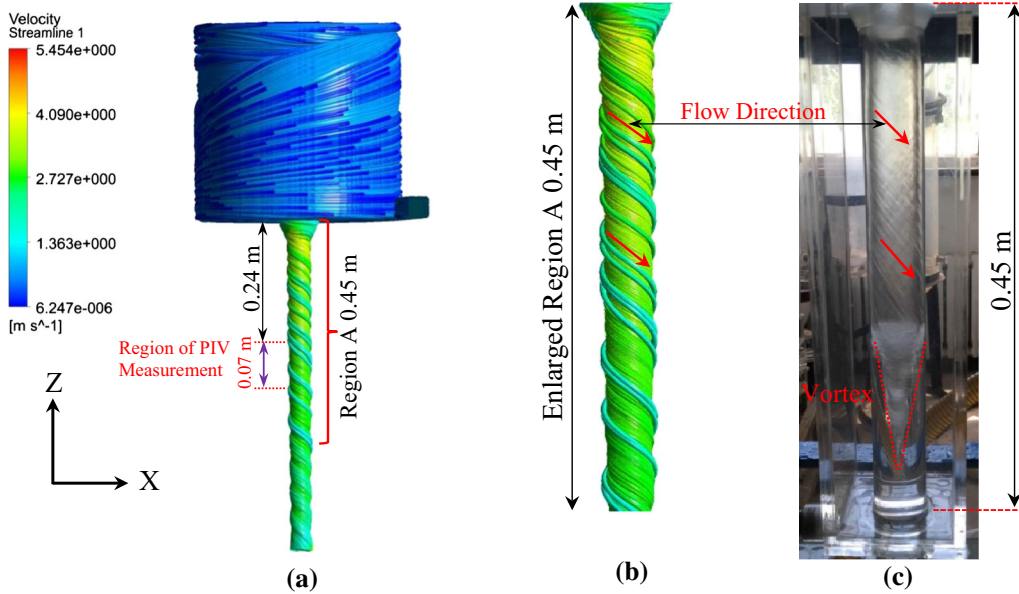 Velocity
Streamline 1
5.454e+000
4.090e+000
2.727e+000
1.363e+000
6.247e-006
[m s^-1]
0.24 m
Region of PIV
Measurement
0.07 m
Region A 0.45 m
Z
X
(a)
Enlarged Region A 0.45 m
(b)
Flow Direction
Vortex
0.45 m
(c)